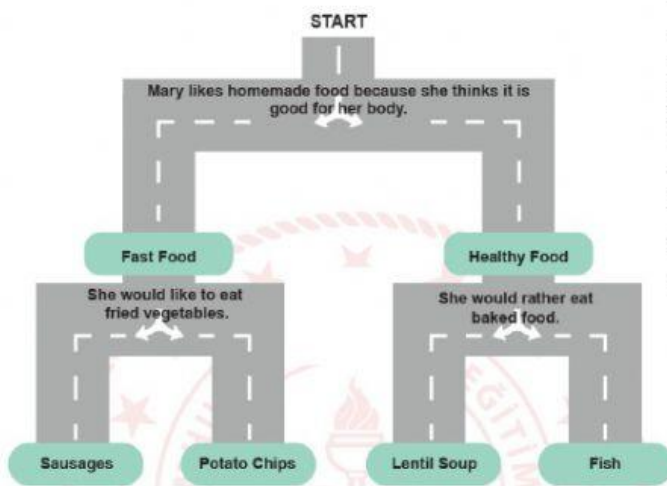 START
Mary likes homemade food because she thinks it is
good for her body.
Fast Food
Healthy Food
She would like to eat
fried vegetables.
She would rather eat
baked food.
Sausages
Potato Chips
Lentil Soup
Fish